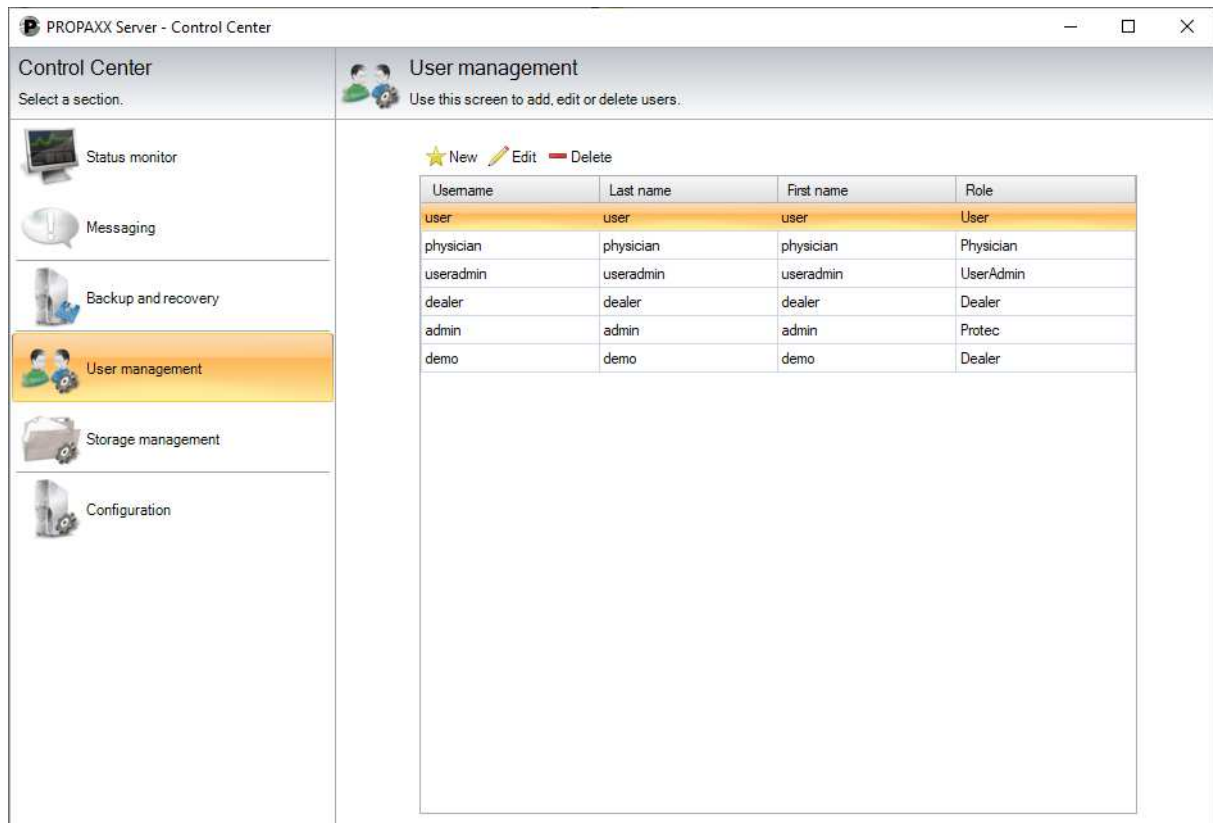 PROPAXX Server - Control Center
Control Center
Select a section.
Status monitor
Messaging
Backup and recovery
User management
Storage management
Configuration
User management
Use this screen to add, edit or delete users.
New Edit Delete
Username Last name First name Role
user user user User
physician physician physician Physician
useradmin useradmin useradmin UserAdmin
dealer dealer dealer Dealer
admin admin admin Protec
demo demo demo Dealer